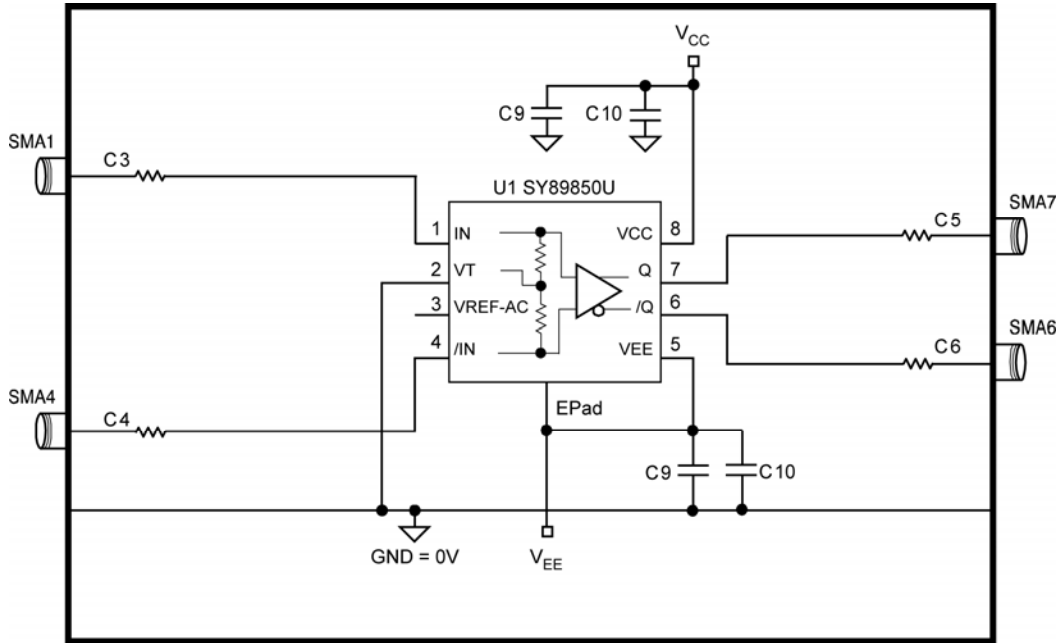 VCC
C9
C10
SMA1
C3
U1 SY89850U
SMA7
C5
1
IN
VCC
8
2
VT
Q
7
3
VREF-AC
/Q
6
4
/IN
VEE
5
SMA6
C6
SMA4
C4
EPad
C9
C10
GND = 0V
VEE